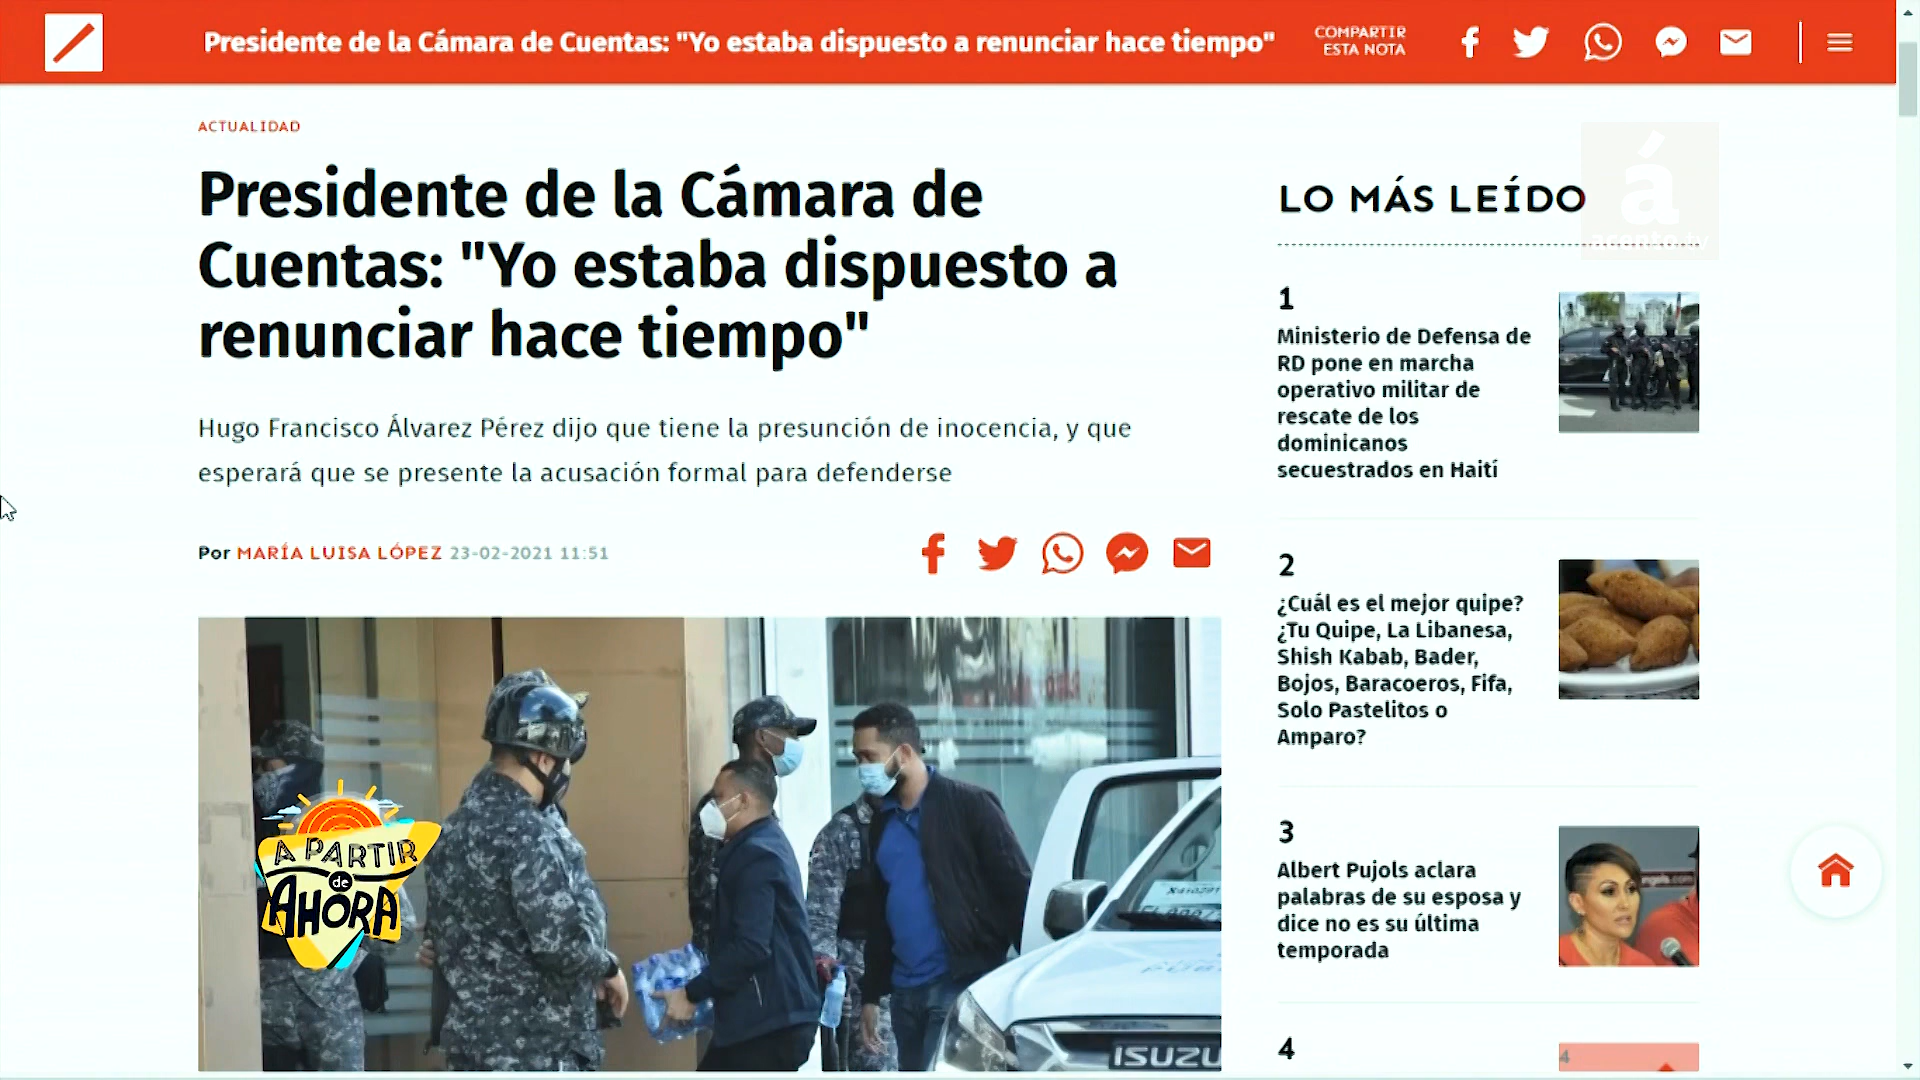 Presidente de la Cámara de Cuentas: "Yo estaba dispuesto a renunciar hace tiempo"
COMPARTIR
ESTA NOTA
ACTUALIDAD
Presidente de la Cámara de
Cuentas: "Yo estaba dispuesto a
renunciar hace tiempo"
Hugo Francisco Álvarez Pérez dijo que tiene la presunción de inocencia, y que
esperará que se presente la acusación formal para defenderse
Por MARÍA LUISA LÓPEZ 23-02-2021 11:51
A PARTIR
de
AHORA
ISUZU
LO MÁS LEÍDO
á
acento.tv
1
Ministerio de Defensa de
RD pone en marcha
operativo militar de
rescate de los
dominicanos
secuestrados en Haití
2
¿Cuál es el mejor quipe?
¿Tu Quipe, La Libanesa,
Shish Kabab, Bader,
Bojos, Baracoeros, Fifa,
Solo Pastelitos o
Amparo?
3
Albert Pujols aclara
palabras de su esposa y
dice no es su última
temporada
4
4